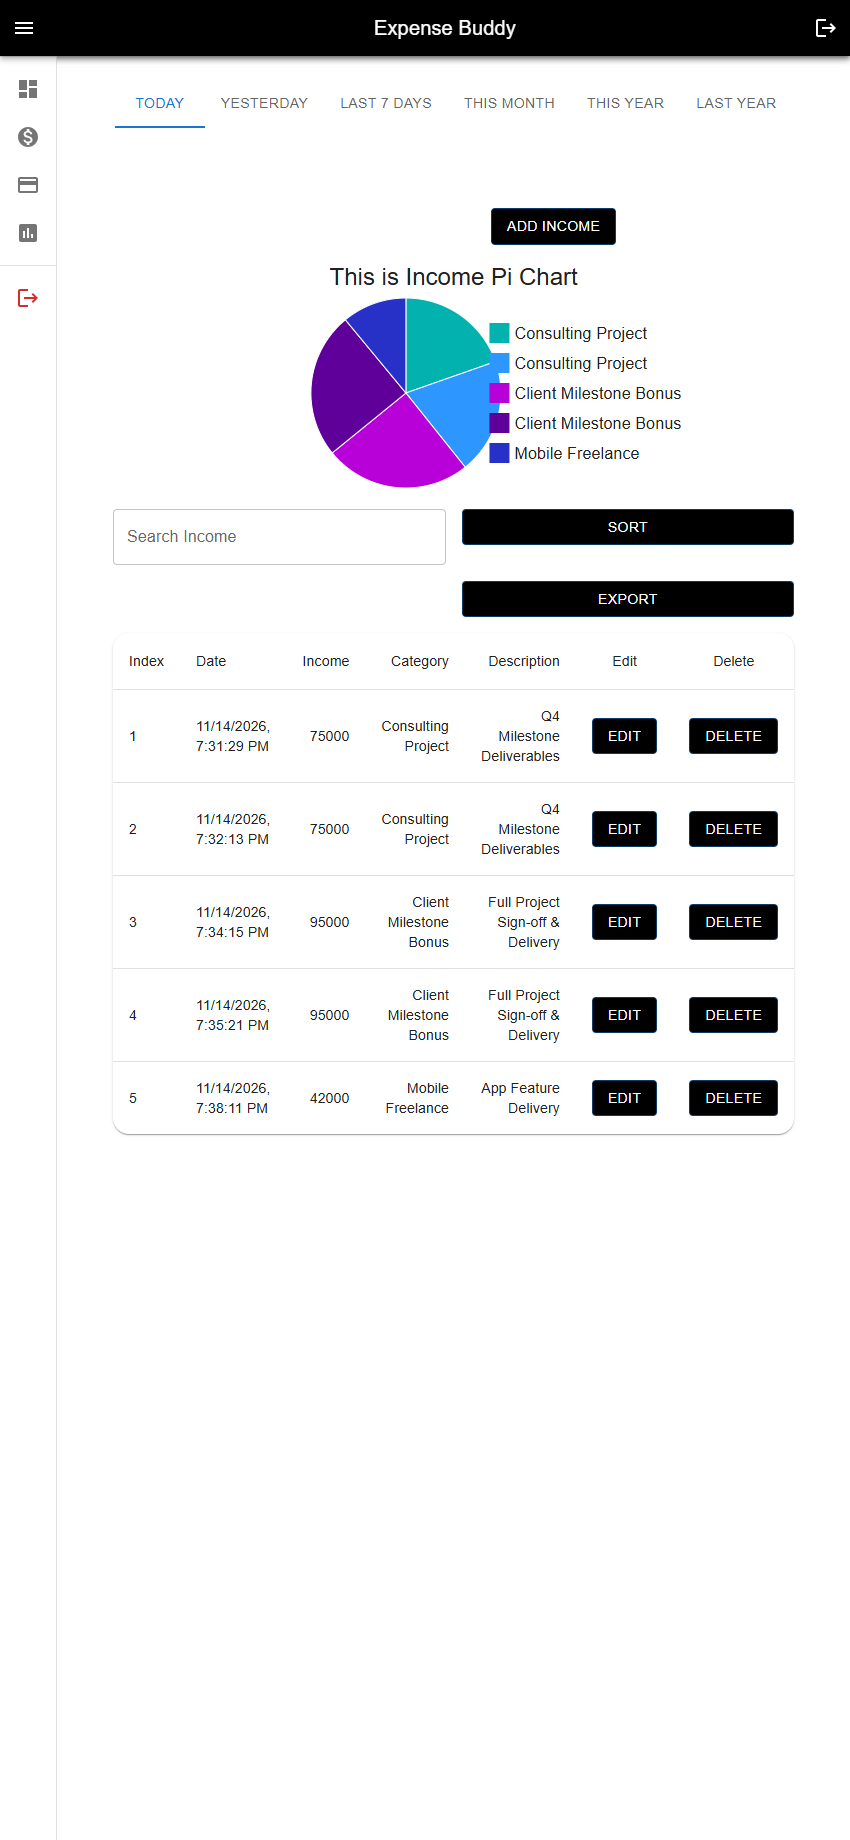 Expense Buddy
TODAY YESTERDAY LAST 7 DAYS THIS MONTH THIS YEAR LAST YEAR
ADD INCOME
This is Income Pi Chart
Consulting Project
Consulting Project
Client Milestone Bonus
Client Milestone Bonus
Mobile Freelance
Search Income
SORT
EXPORT
Index Date Income Category Description Edit Delete
1
11/14/2026,
7:31:29 PM
75000
Consulting
Project
Q4
Milestone
Deliverables
EDIT
DELETE
2
11/14/2026,
7:32:13 PM
75000
Consulting
Project
Q4
Milestone
Deliverables
EDIT
DELETE
3
11/14/2026,
7:34:15 PM
95000
Client
Milestone
Bonus
Full Project
Sign-off &
Delivery
EDIT
DELETE
4
11/14/2026,
7:35:21 PM
95000
Client
Milestone
Bonus
Full Project
Sign-off &
Delivery
EDIT
DELETE
5
11/14/2026,
7:38:11 PM
42000
Mobile
Freelance
App Feature
Delivery
EDIT
DELETE